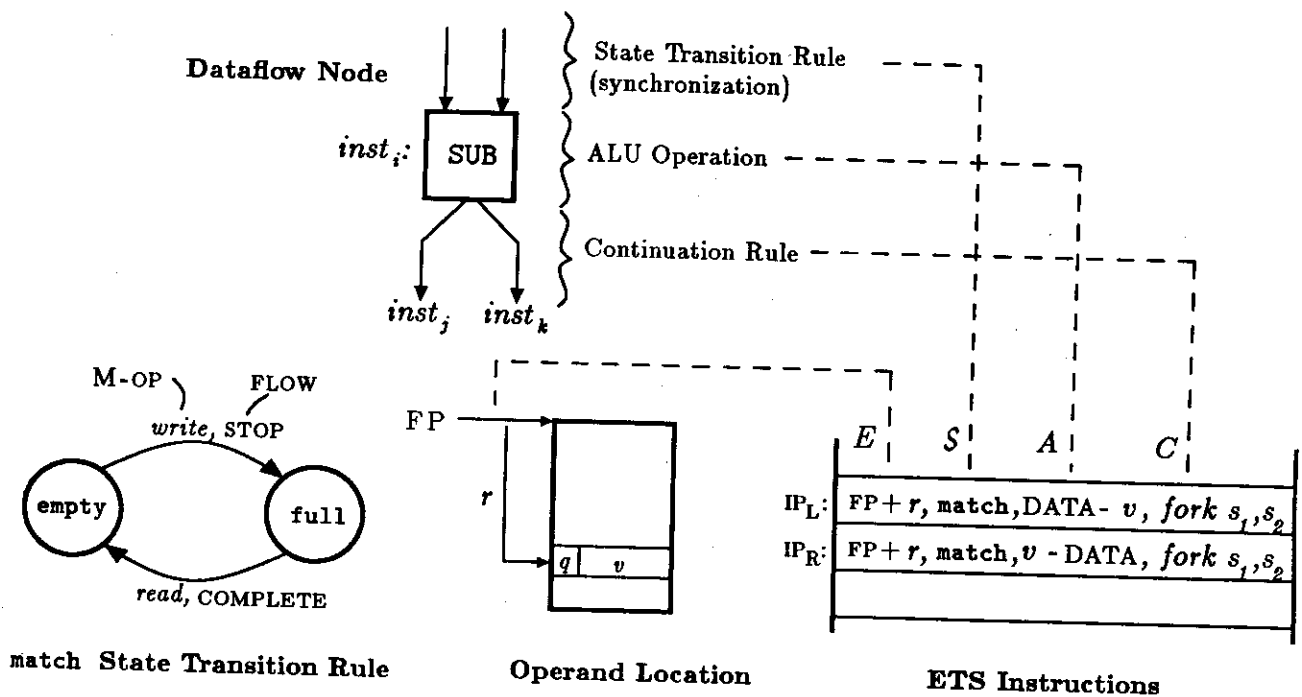 State Transition Rule
(synchronization)
Dataflow Node
inst_i:
SUB
ALU Operation
Continuation Rule
inst_j
inst_k
M-OP
FLOW
write, STOP
empty
full
read, COMPLETE
match State Transition Rule
FP
r
q
v
Operand Location
E
S
A
C
IP_L: FP + r, match, DATA - v, fork s_1, s_2
IP_R: FP + r, match, v - DATA, fork s_1, s_2
ETS Instructions